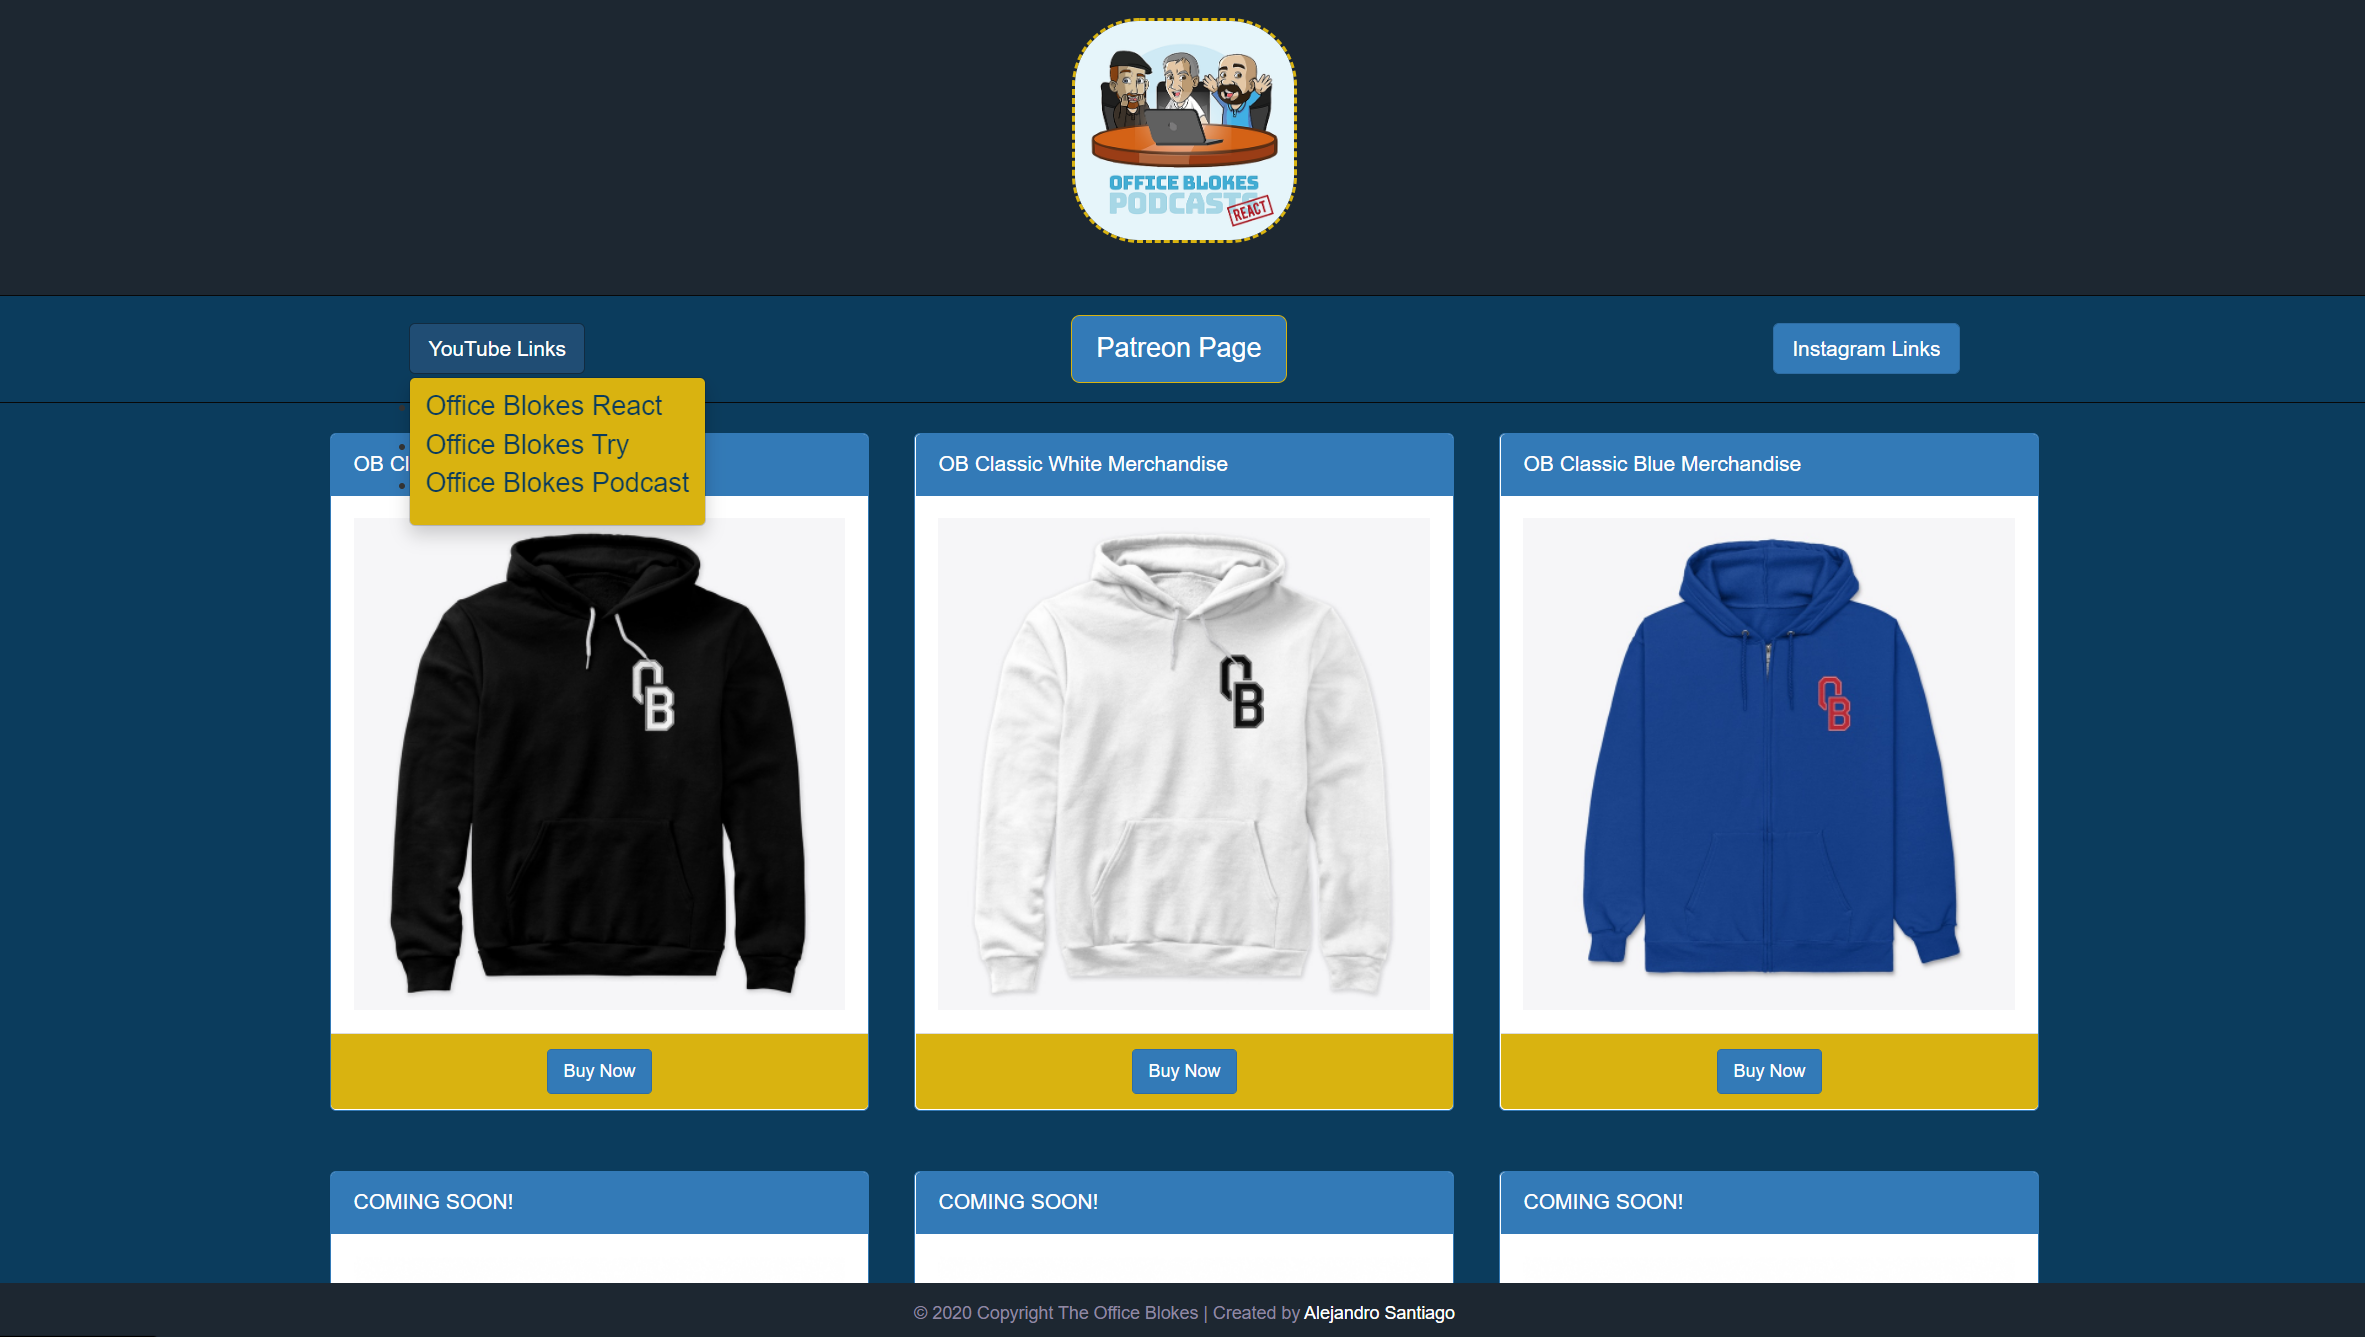 OFFICE BLOKES
PODCASTS
REACT
YouTube Links
Patreon Page
Instagram Links
Office Blokes React
Office Blokes Try
Office Blokes Podcast
OB Cl
OB Classic White Merchandise
OB Classic Blue Merchandise
OB
OB
OB
Buy Now
Buy Now
Buy Now
COMING SOON!
COMING SOON!
COMING SOON!
© 2020 Copyright The Office Blokes | Created by Alejandro Santiago